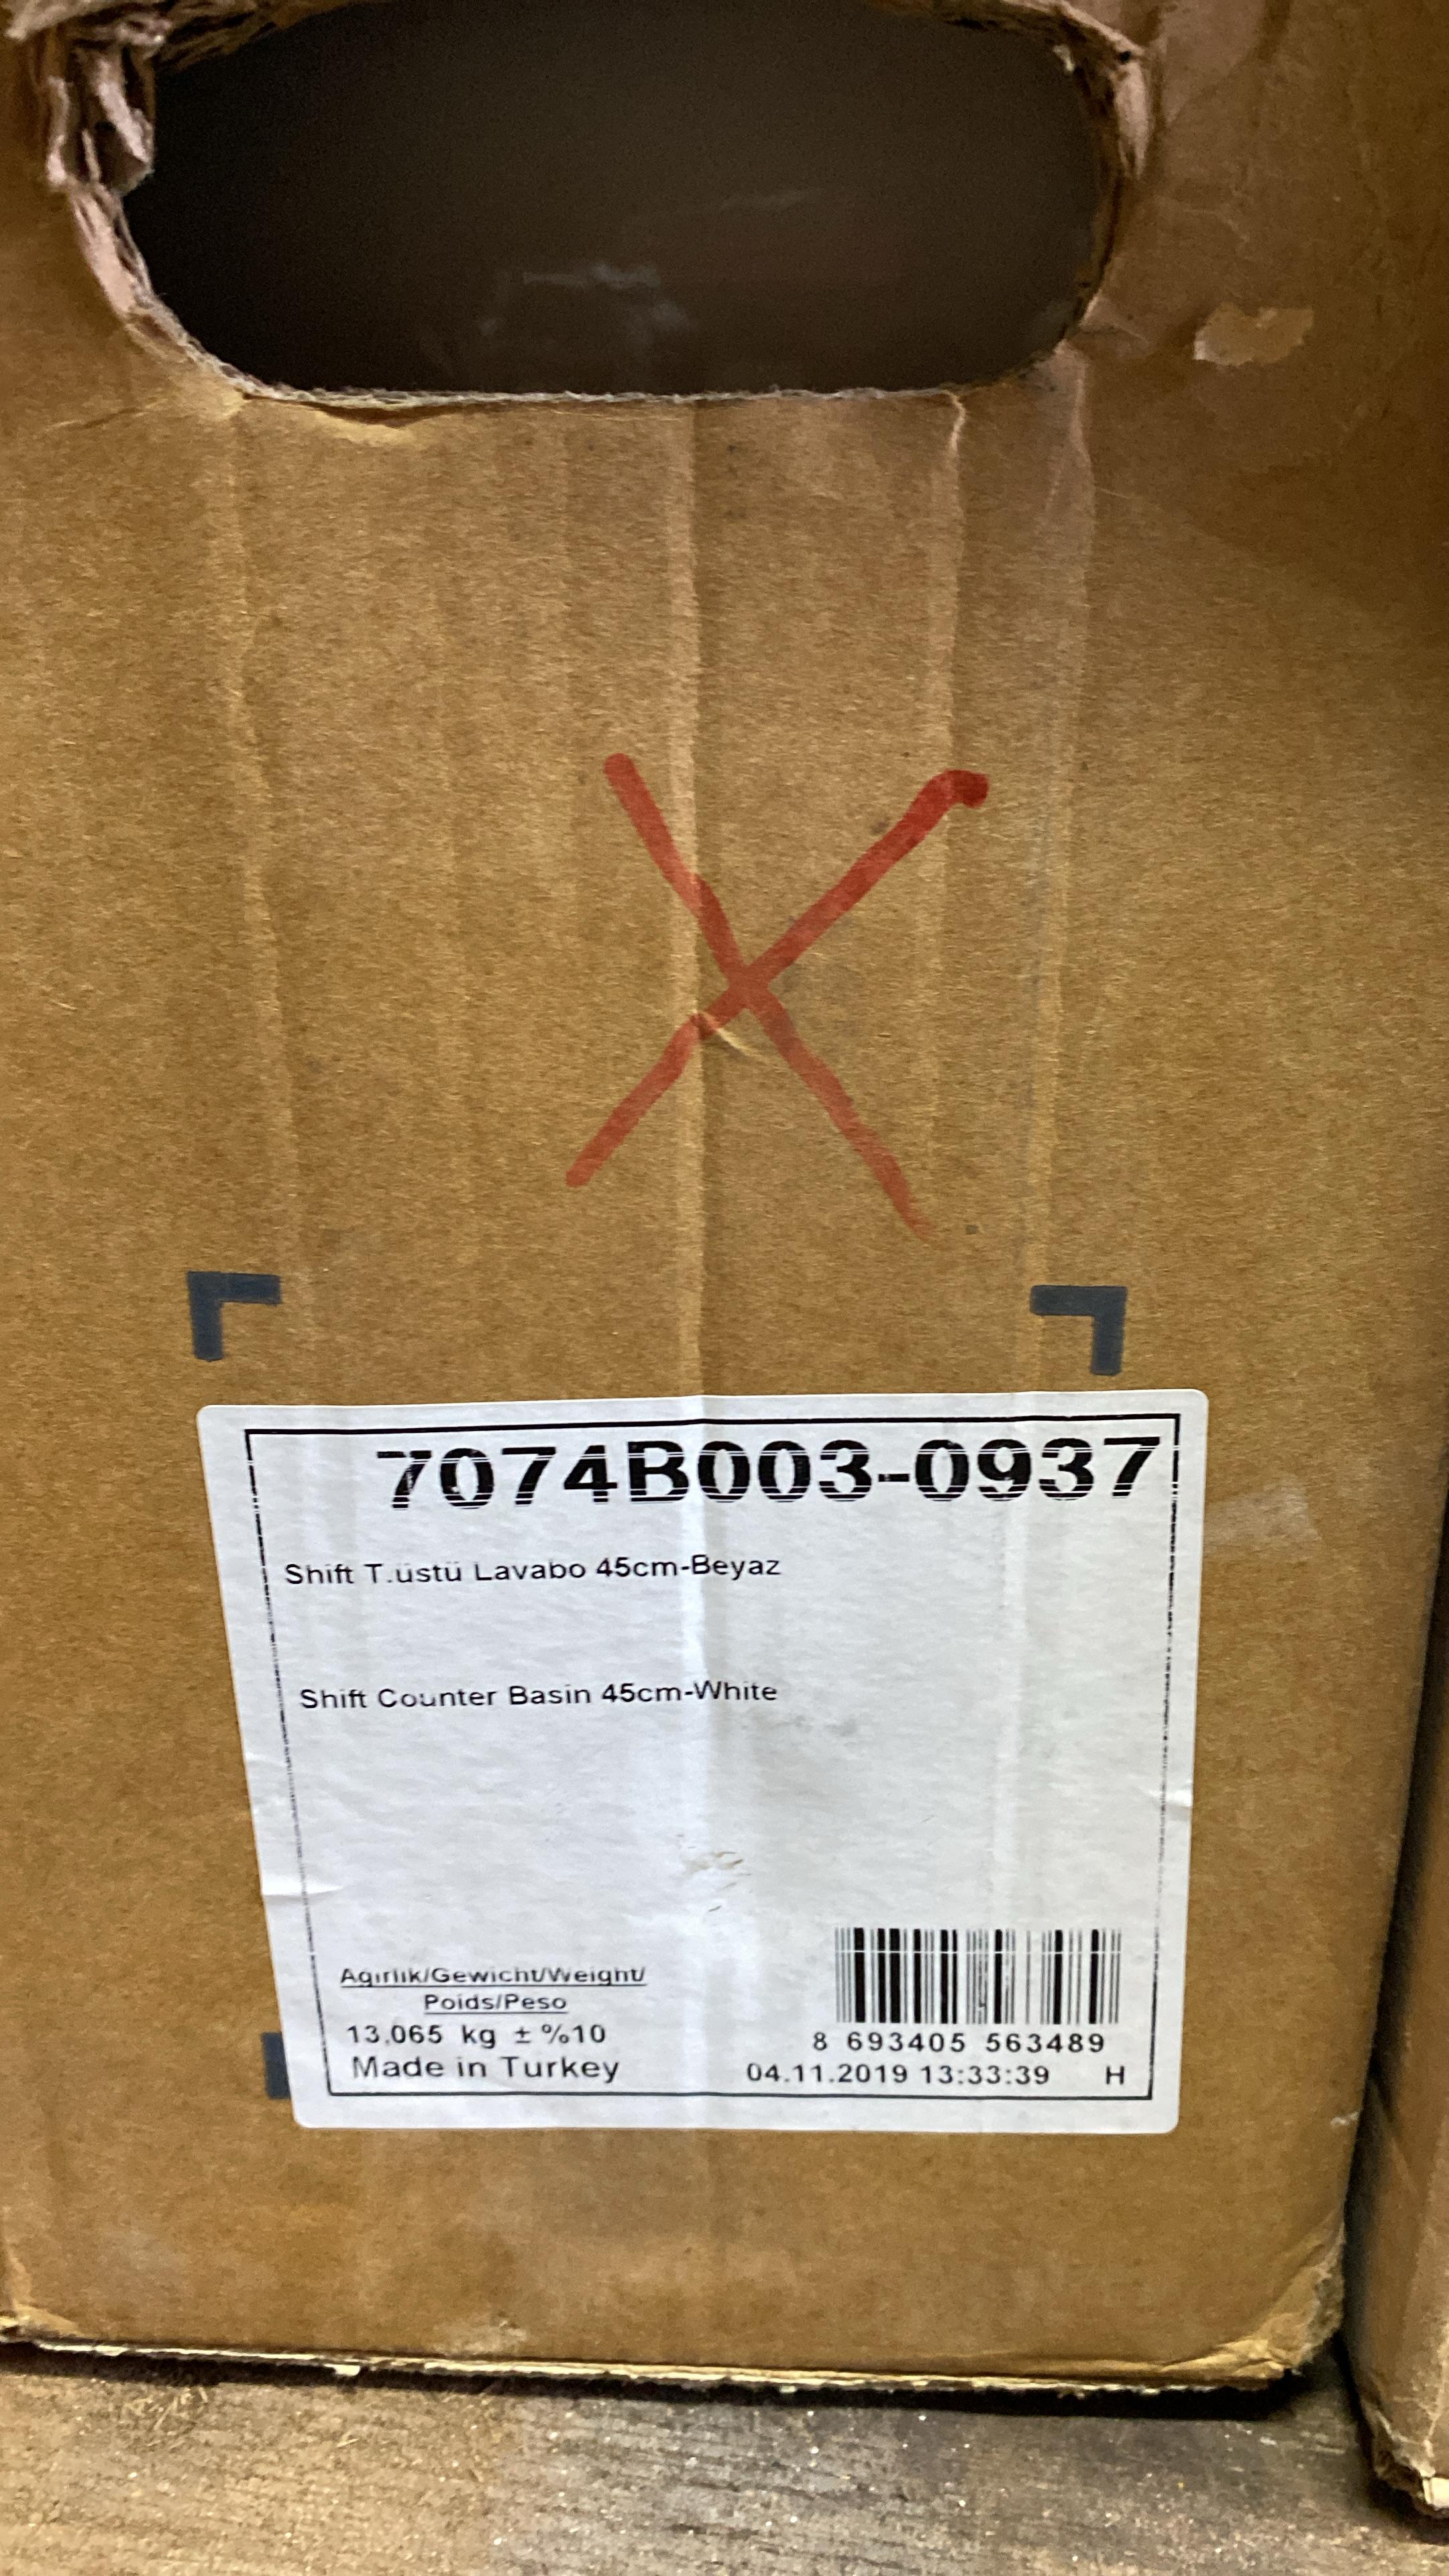 7074B003-0937
Shift T.üstü Lavabo 45cm-Beyaz
Shift Counter Basin 45cm-White
Ağırlık/Gewicht/Weight/
Poids/Peso
13.065 kg ± %10
Made in Turkey
8 693405 563489
04.11.2019 13:33:39 H